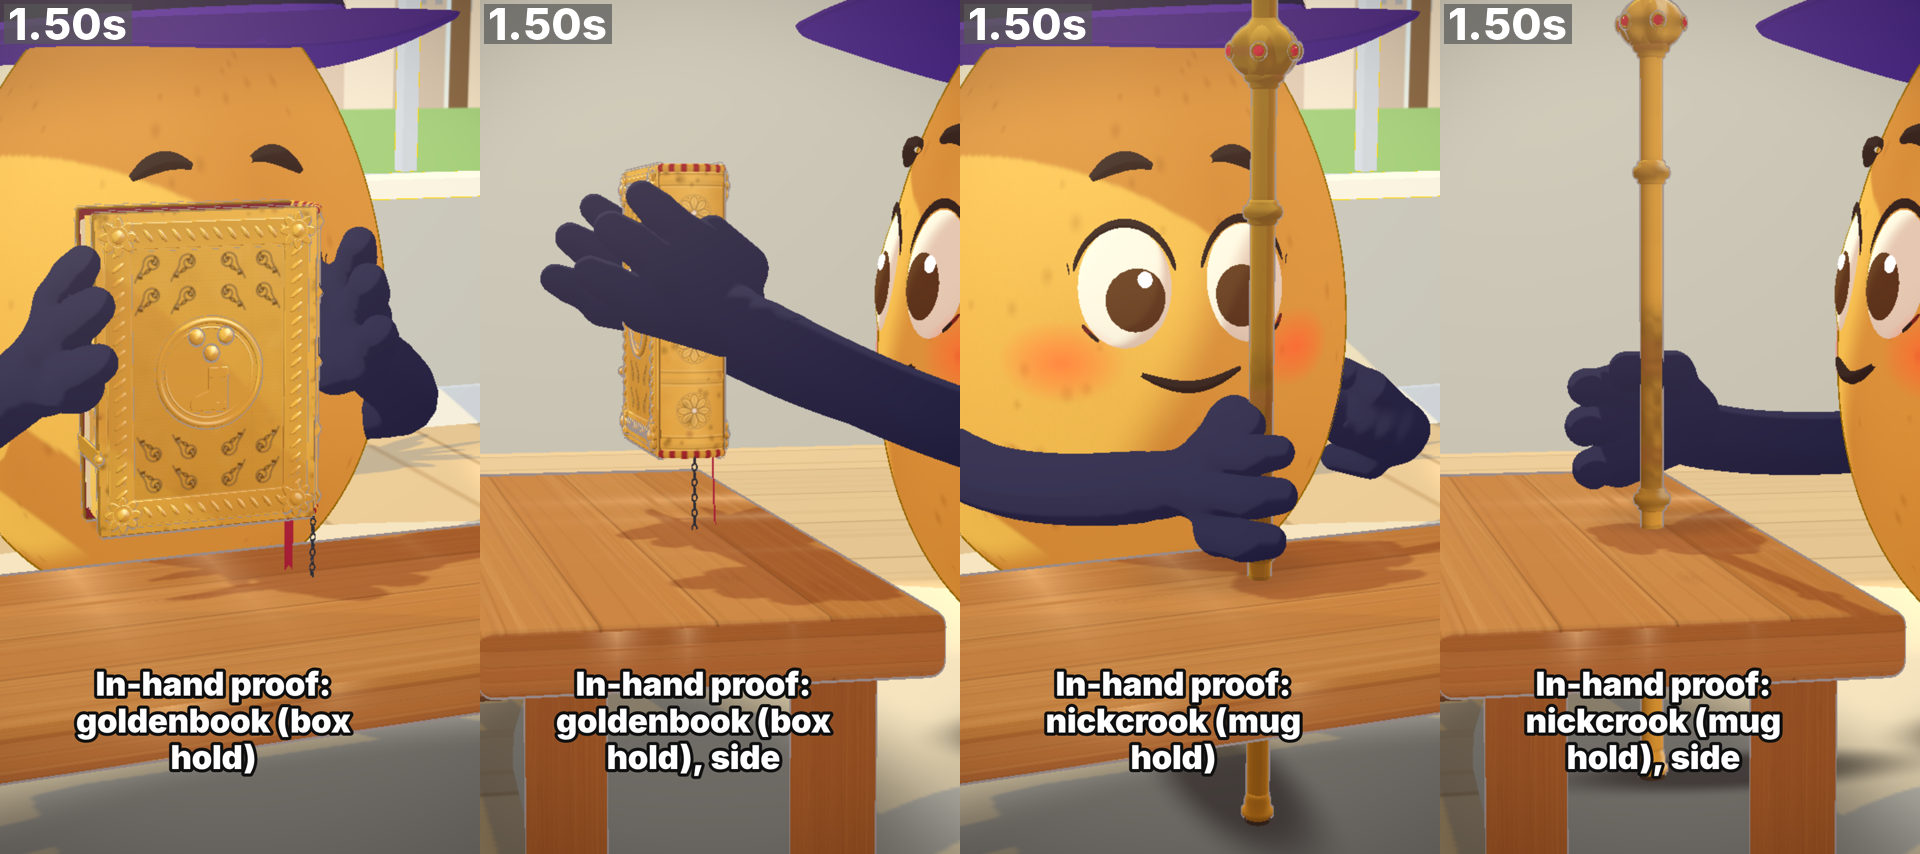 1.50s
In-hand proof:
goldenbook (box
hold)
1.50s
In-hand proof:
goldenbook (box
hold), side
1.50s
In-hand proof:
nickcrook (mug
hold)
1.50s
In-hand proof:
nickcrook (mug
hold), side